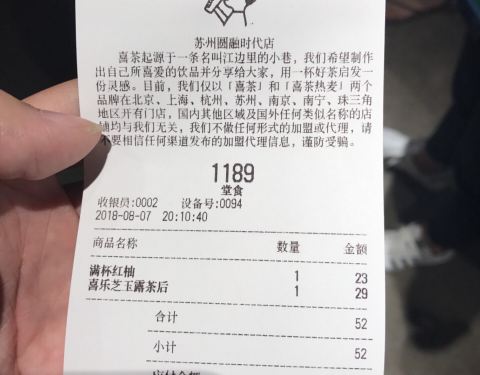 苏州圆融时代店
喜茶起源于一条名叫江边里的小巷，我们希望制作
出自己所喜爱的饮品并分享给大家，用一杯好茶启发一
份灵感。目前，我们仅以「喜茶」和「喜茶热麦」两个
品牌在北京、上海、杭州、苏州、南京、南宁、珠三角
地区开有门店，国内其他区域及国外任何类似名称的店
铺均与我们无关，我们不做任何形式的加盟或代理，请
不要相信任何渠道发布的加盟代理信息，谨防受骗。
1189
堂食
收银员:0002 设备号:0094
2018-08-07 20:10:40
商品名称 数量 金额
满杯红柚 1 23
喜乐芝玉露茶后 1 29
合计 52
小计 52